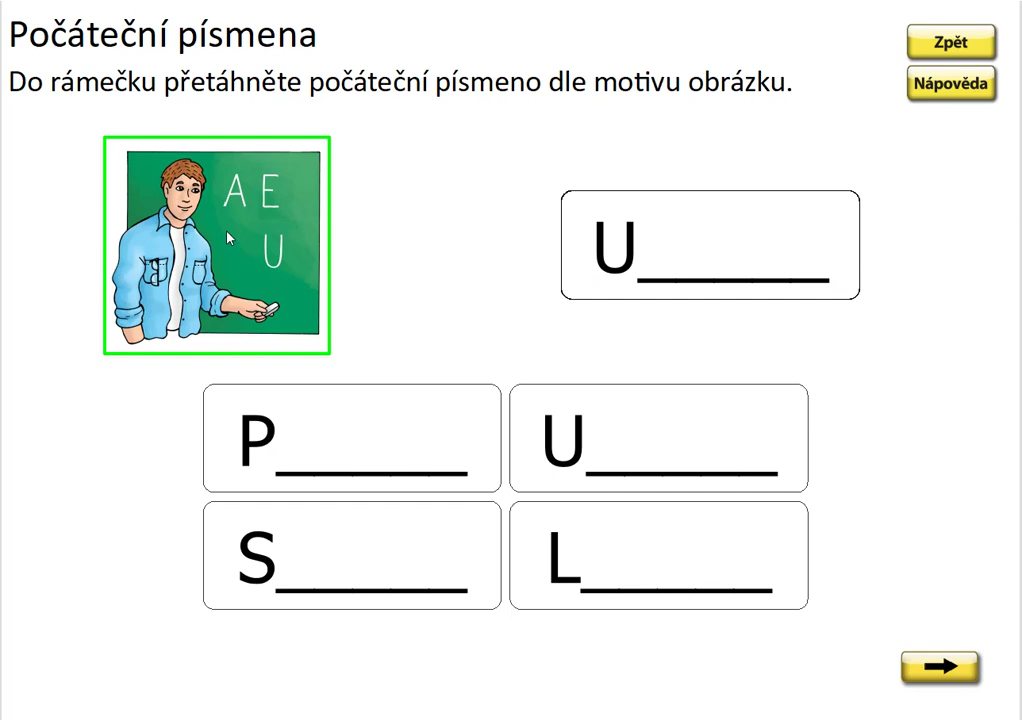 Počáteční písmena
Zpět
Do rámečku přetáhněte počáteční písmeno dle motivu obrázku.
Nápověda
A E
U
U______
P______ U______
S______ L______